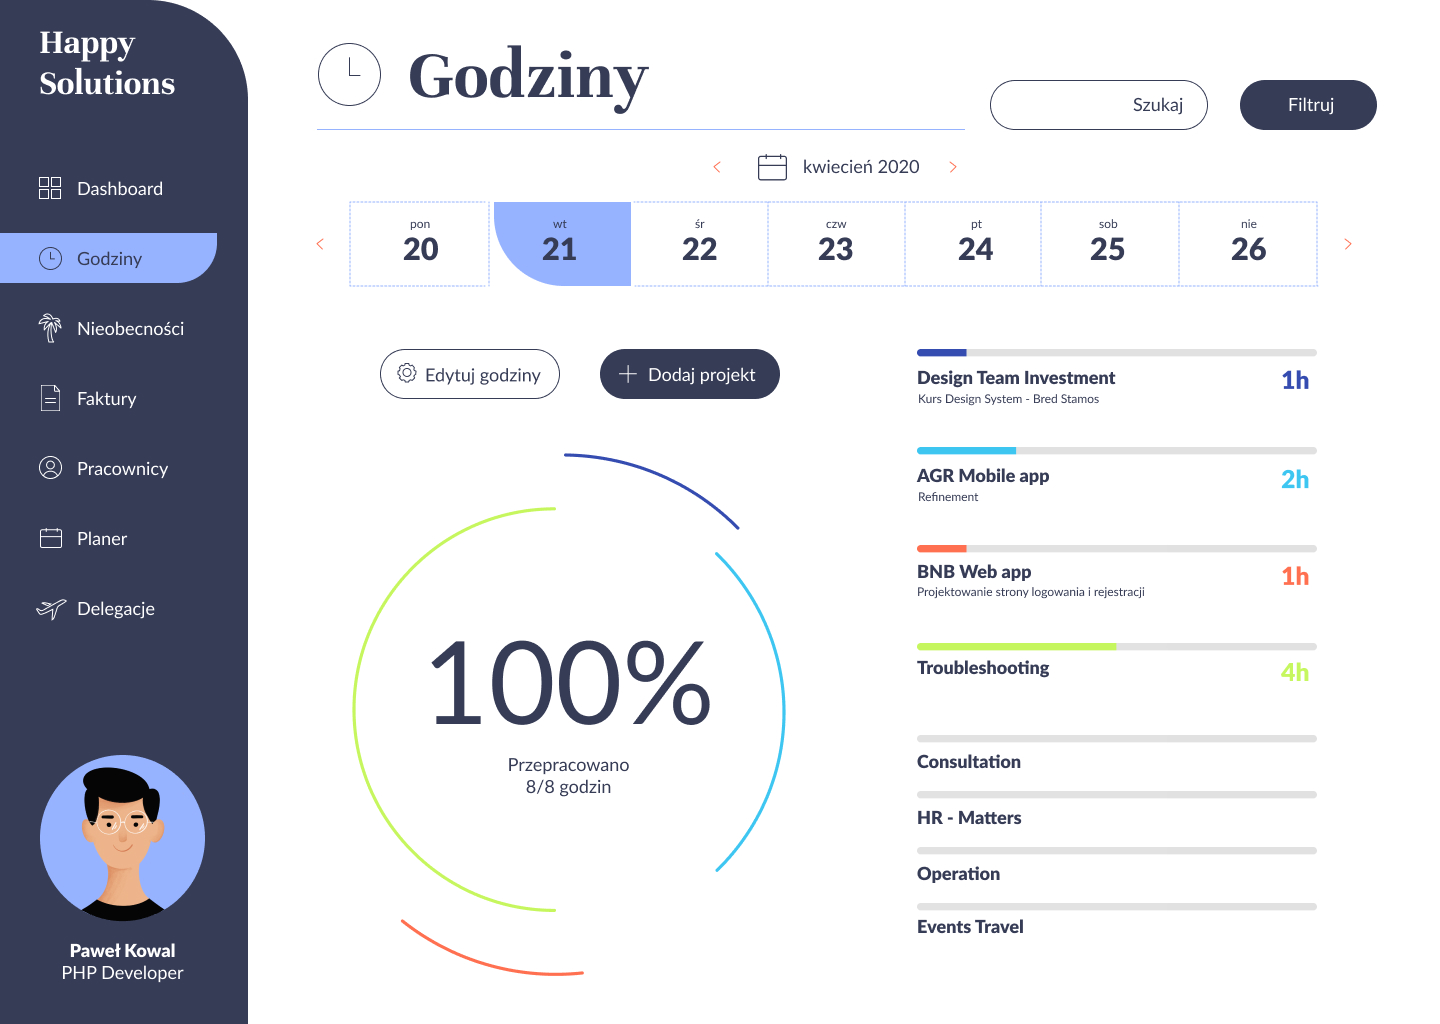 Happy
Solutions
Dashboard
Godziny
Nieobecności
Faktury
Pracownicy
Planer
Delegacje
Paweł Kowal
PHP Developer
Godziny
Szukaj
Filtruj
< kwiecień 2020 >
< pon wt śr czw pt sob nie >
20 21 22 23 24 25 26
Edytuj godziny
+ Dodaj projekt
100%
Przepracowano
8/8 godzin
Design Team Investment 1h
Kurs Design System - Bred Stamos
AGR Mobile app 2h
Refinement
BNB Web app 1h
Projektowanie strony logowania i rejestracji
Troubleshooting 4h
Consultation
HR - Matters
Operation
Events Travel